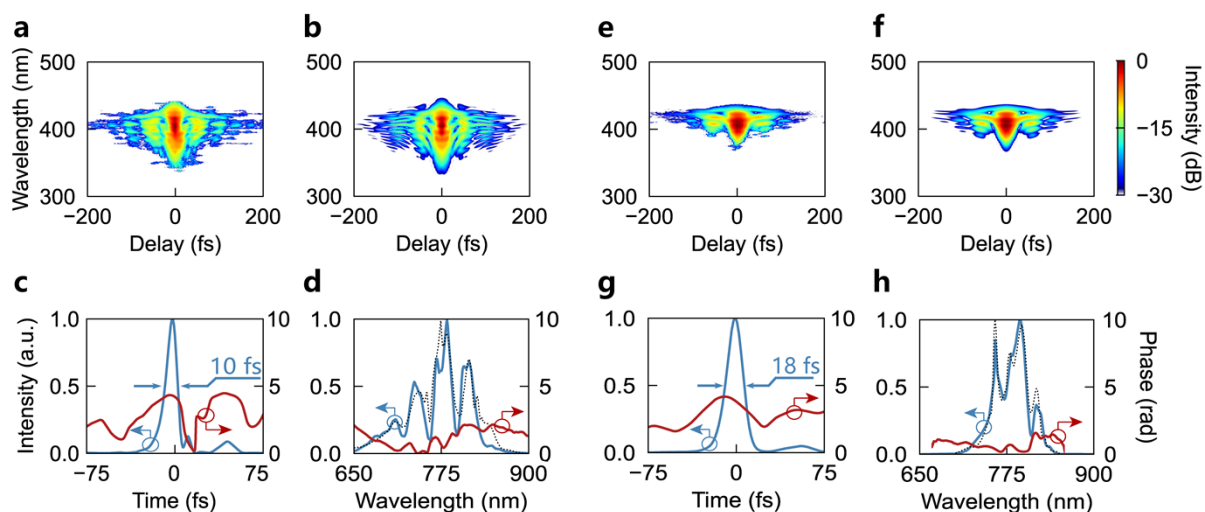 a
b
e
f
Wavelength (nm)
500
400
300
−200
0
200
Delay (fs)
500
400
300
−200
0
200
Delay (fs)
500
400
300
−200
0
200
Delay (fs)
500
400
300
−200
0
200
Delay (fs)
0
−15
−30
Intensity (dB)
c
d
g
h
Intensity (a.u.)
1.0
0.5
0.0
10
5
0
10 fs
−75
0
75
Time (fs)
1.0
0.5
0.0
10
5
0
650
775
900
Wavelength (nm)
1.0
0.5
0.0
10
5
0
18 fs
−75
0
75
Time (fs)
1.0
0.5
0.0
10
5
0
650
775
900
Wavelength (nm)
Phase (rad)